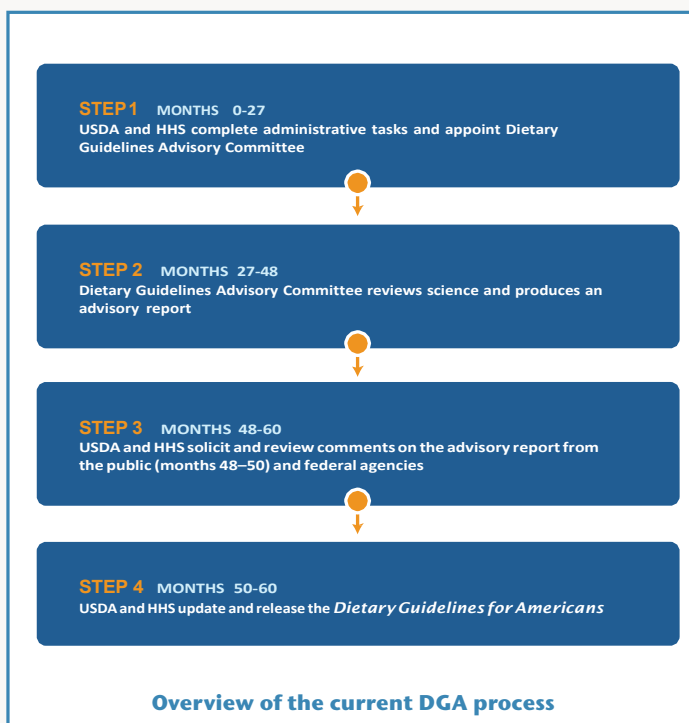 STEP 1 MONTHS 0-27
USDA and HHS complete administrative tasks and appoint Dietary
Guidelines Advisory Committee
STEP 2 MONTHS 27-48
Dietary Guidelines Advisory Committee reviews science and produces an
advisory report
STEP 3 MONTHS 48-60
USDA and HHS solicit and review comments on the advisory report from
the public (months 48–50) and federal agencies
STEP 4 MONTHS 50-60
USDA and HHS update and release the Dietary Guidelines for Americans
Overview of the current DGA process